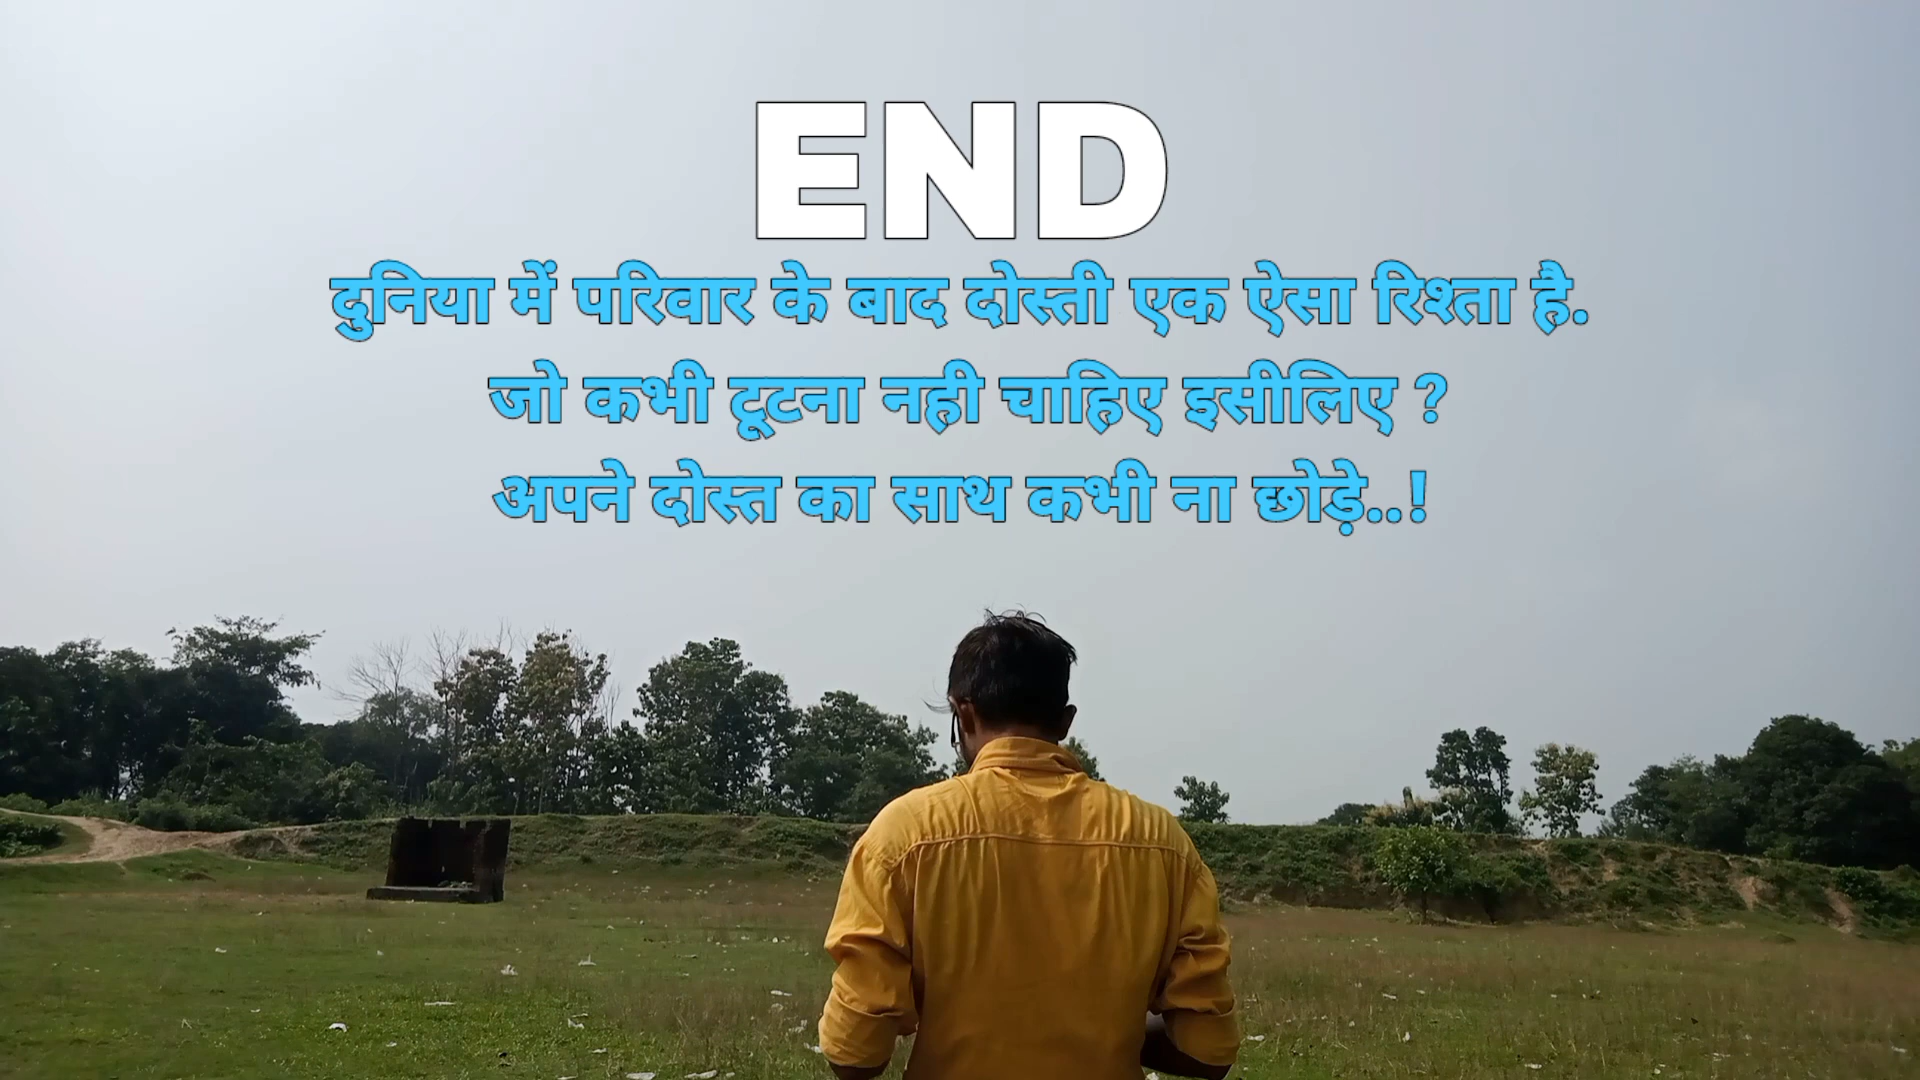 END
दुनिया में परिवार के बाद दोस्ती एक ऐसा रिश्ता है.
जो कभी टूटना नही चाहिए इसीलिए ?
अपने दोस्त का साथ कभी ना छोड़े..!